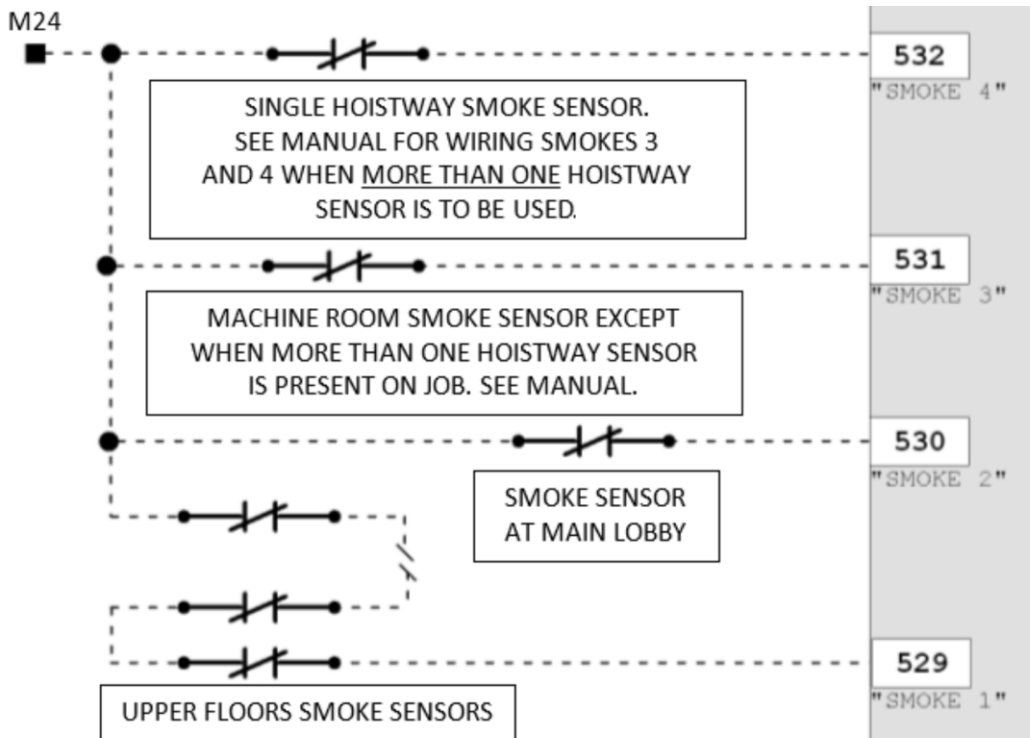 M24
532
"SMOKE 4"
SINGLE HOISTWAY SMOKE SENSOR.
SEE MANUAL FOR WIRING SMOKES 3
AND 4 WHEN MORE THAN ONE HOISTWAY
SENSOR IS TO BE USED.
531
"SMOKE 3"
MACHINE ROOM SMOKE SENSOR EXCEPT
WHEN MORE THAN ONE HOISTWAY SENSOR
IS PRESENT ON JOB. SEE MANUAL.
530
"SMOKE 2"
SMOKE SENSOR
AT MAIN LOBBY
529
"SMOKE 1"
UPPER FLOORS SMOKE SENSORS